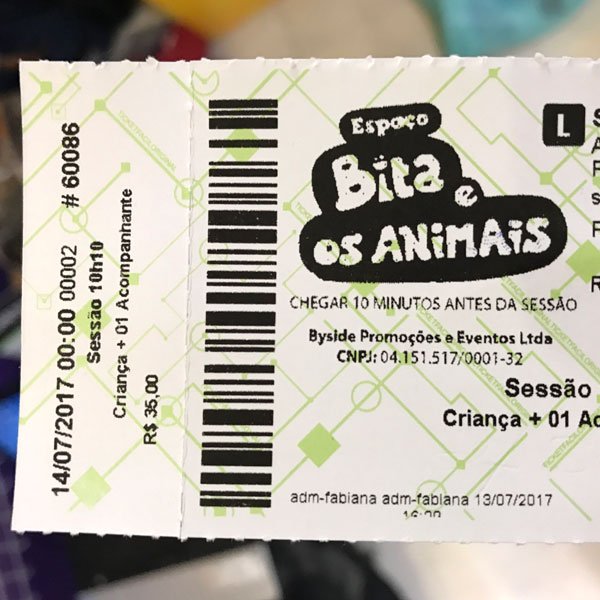 14/07/2017 00:00 00002 # 60086
Sessão 10h10
Criança + 01 Acompanhante
R$ 35,00
Espaço
Bita e
OS ANiMAiS
CHEGAR 10 MINUTOS ANTES DA SESSÃO
Byside Promoções e Eventos Ltda
CNPJ: 04.151.517/0001-32
Sessão
Criança + 01 Ac
adm-fabiana adm-fabiana 13/07/2017
L